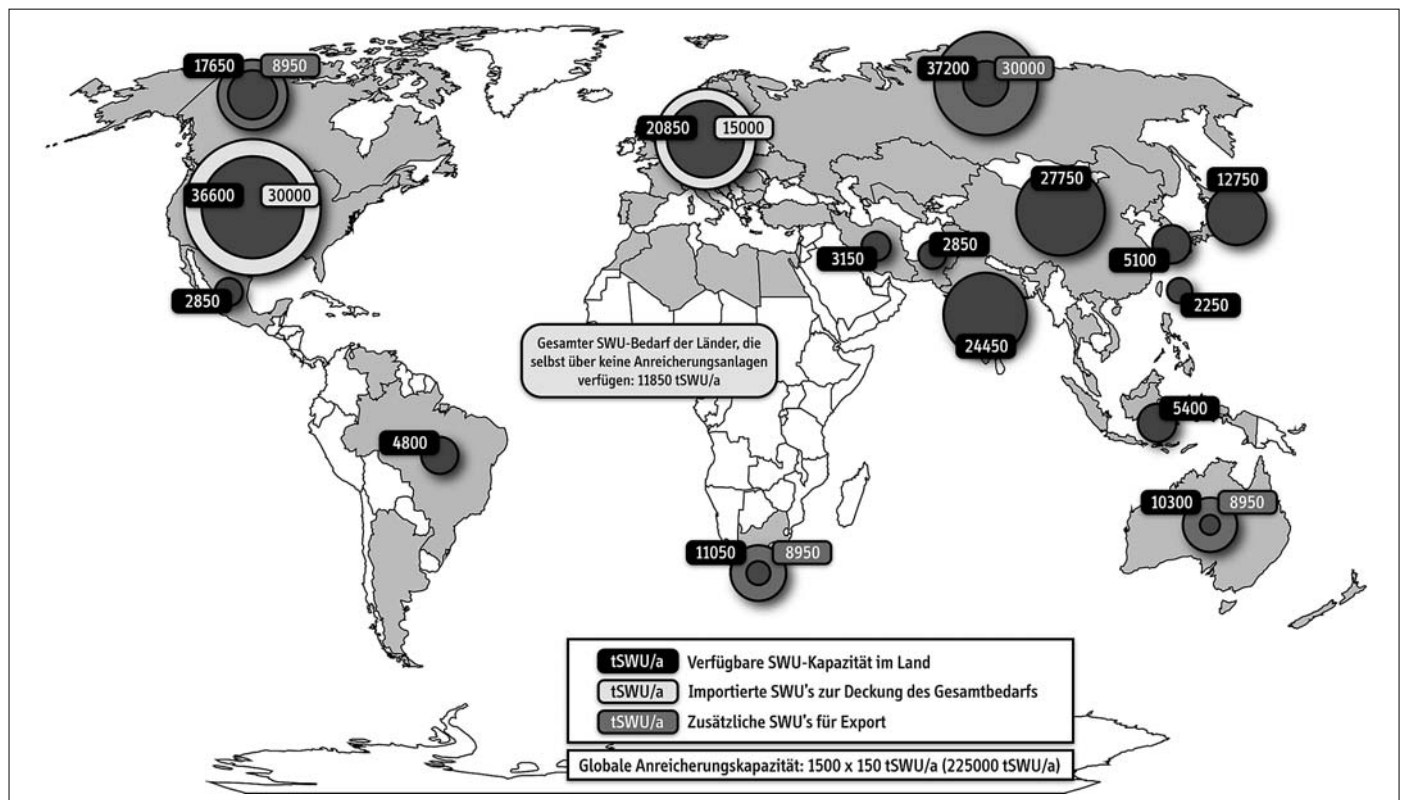 17650 8950
37200 30000
20850 15000
36600 30000
27750
12750
2850
3150
5100
2850
2250
24450
Gesamter SWU-Bedarf der Länder, die
selbst über keine Anreicherungsanlagen
verfügen: 11850 tSWU/a
5400
4800
10300 8950
11050 8950
tSWU/a Verfügbare SWU-Kapazität im Land
tSWU/a Importierte SWU's zur Deckung des Gesamtbedarfs
tSWU/a Zusätzliche SWU's für Export
Globale Anreicherungskapazität: 1500 x 150 tSWU/a (225000 tSWU/a)